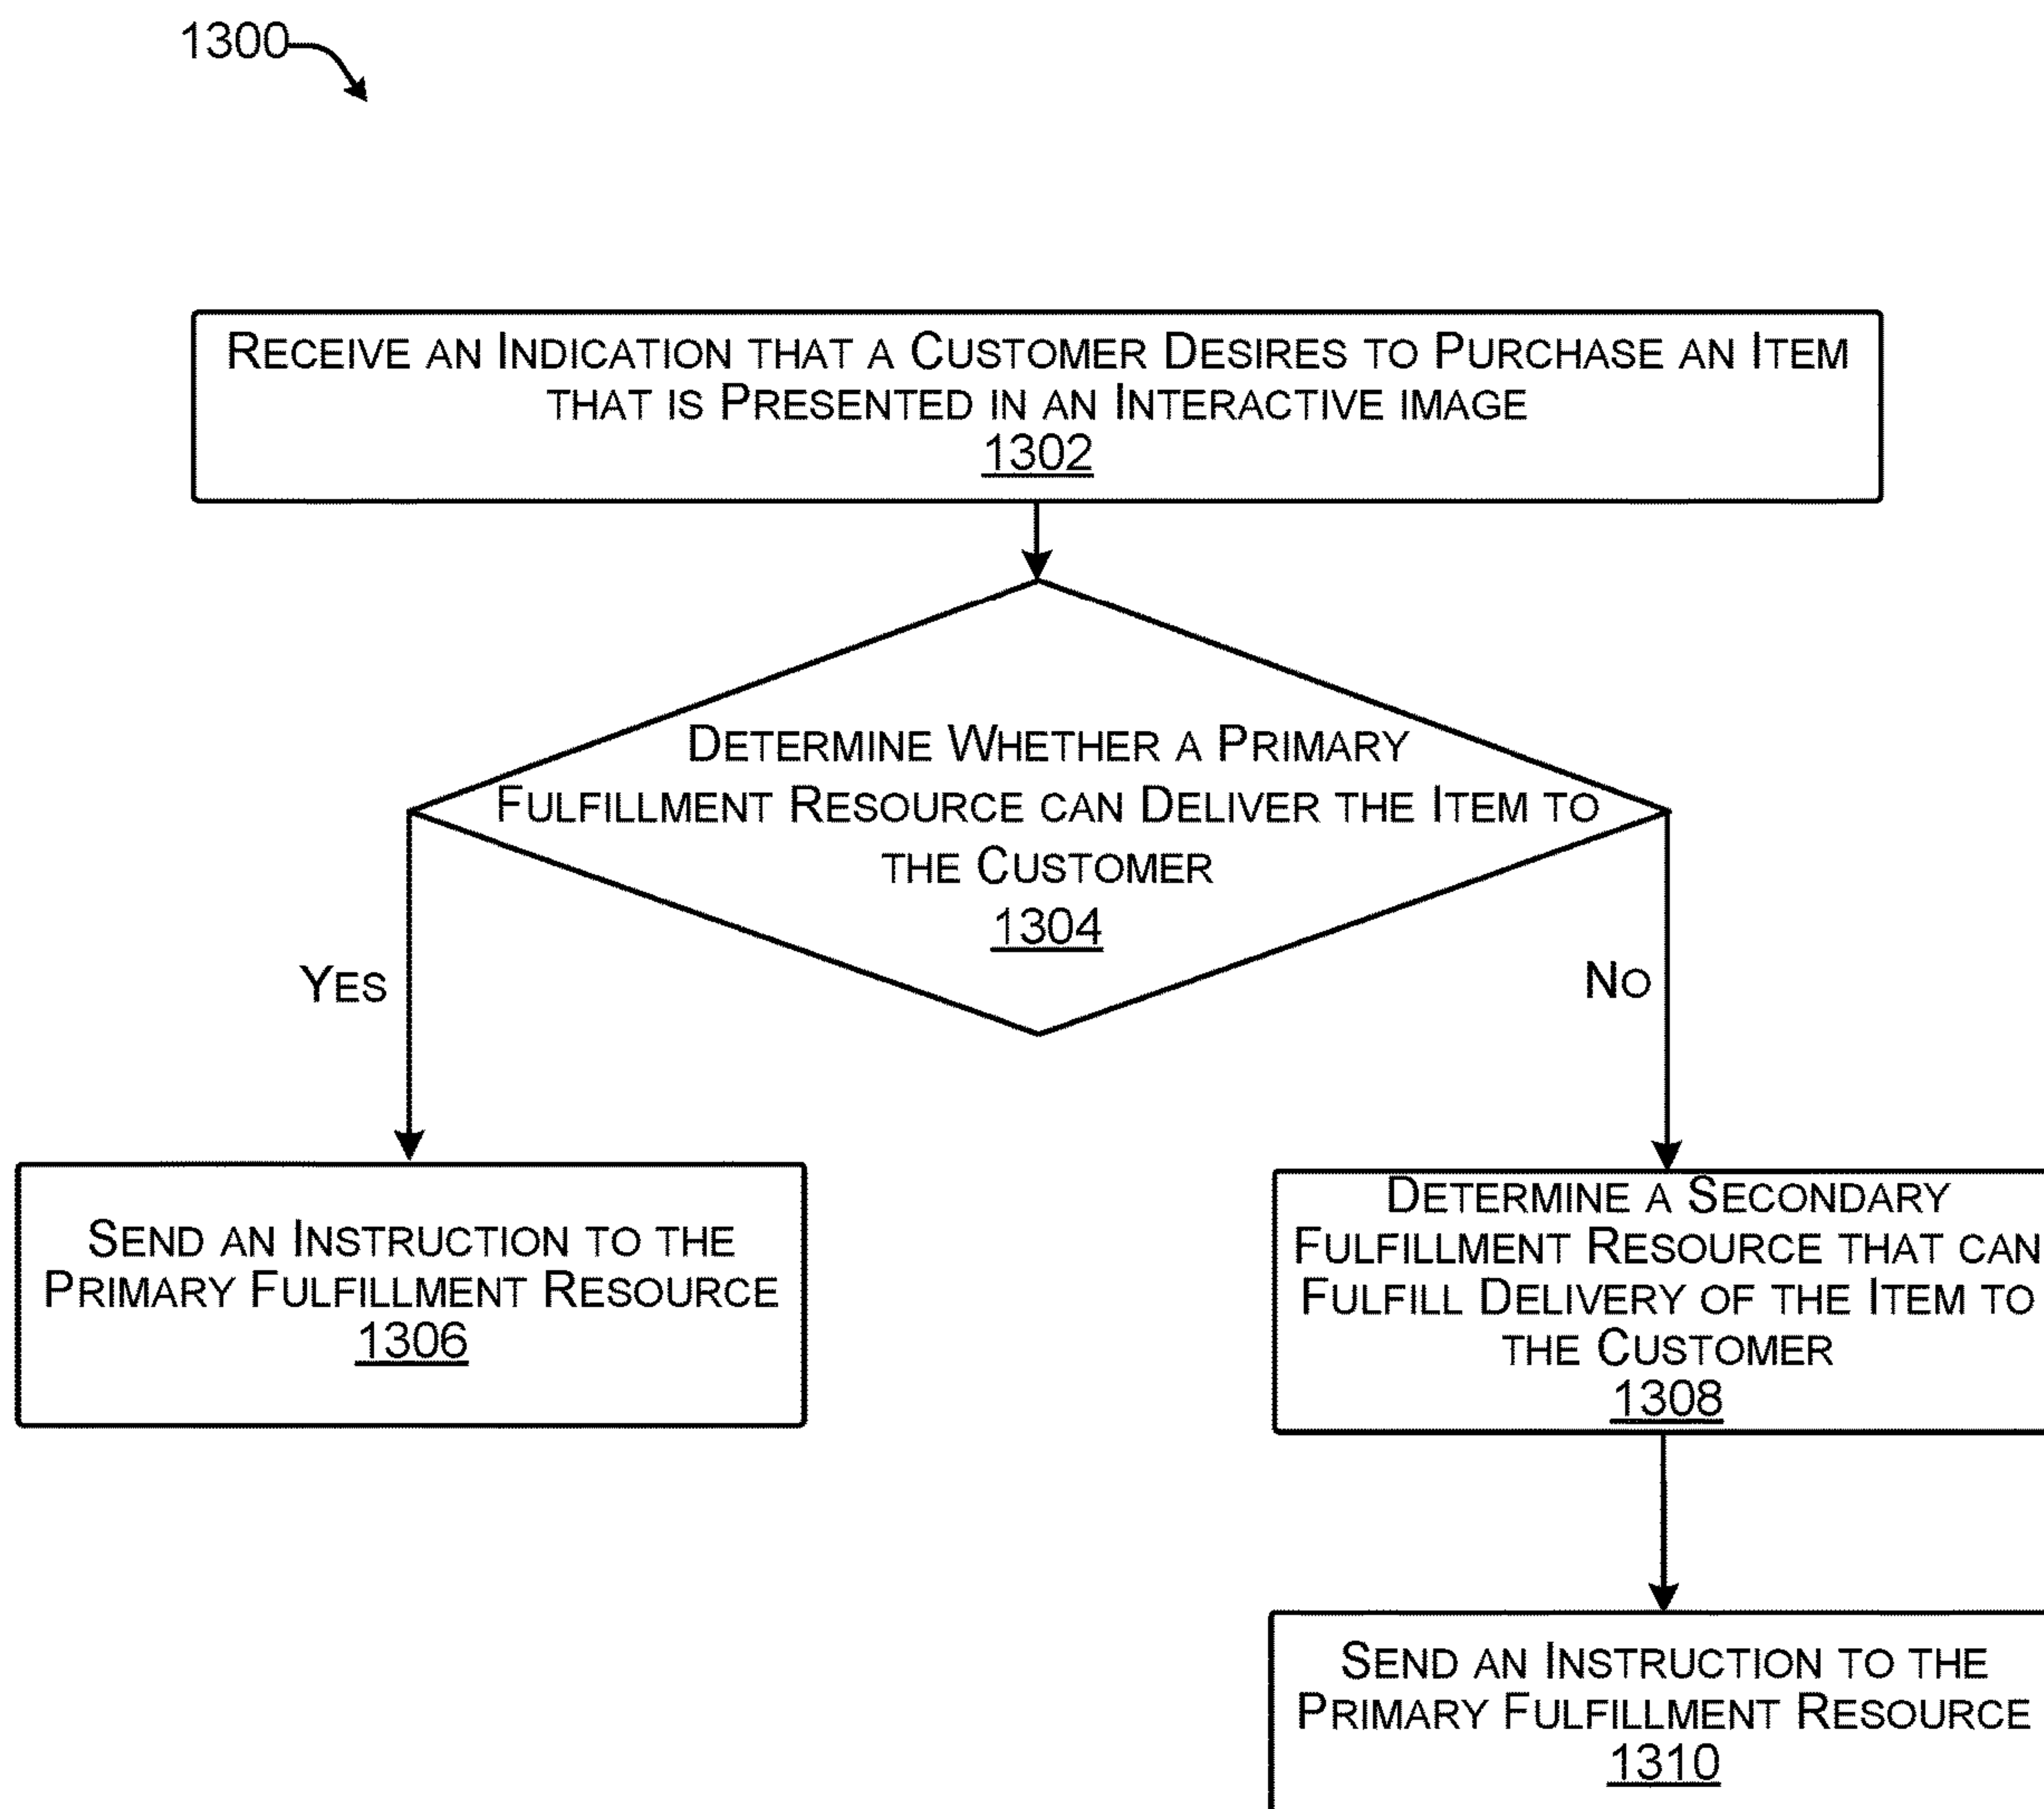 1300
RECEIVE AN INDICATION THAT A CUSTOMER DESIRES TO PURCHASE AN ITEM
THAT IS PRESENTED IN AN INTERACTIVE IMAGE
1302
DETERMINE WHETHER A PRIMARY
FULFILLMENT RESOURCE CAN DELIVER THE ITEM TO
THE CUSTOMER
1304
YES
NO
SEND AN INSTRUCTION TO THE
PRIMARY FULFILLMENT RESOURCE
1306
DETERMINE A SECONDARY
FULFILLMENT RESOURCE THAT CAN
FULFILL DELIVERY OF THE ITEM TO
THE CUSTOMER
1308
SEND AN INSTRUCTION TO THE
PRIMARY FULFILLMENT RESOURCE
1310